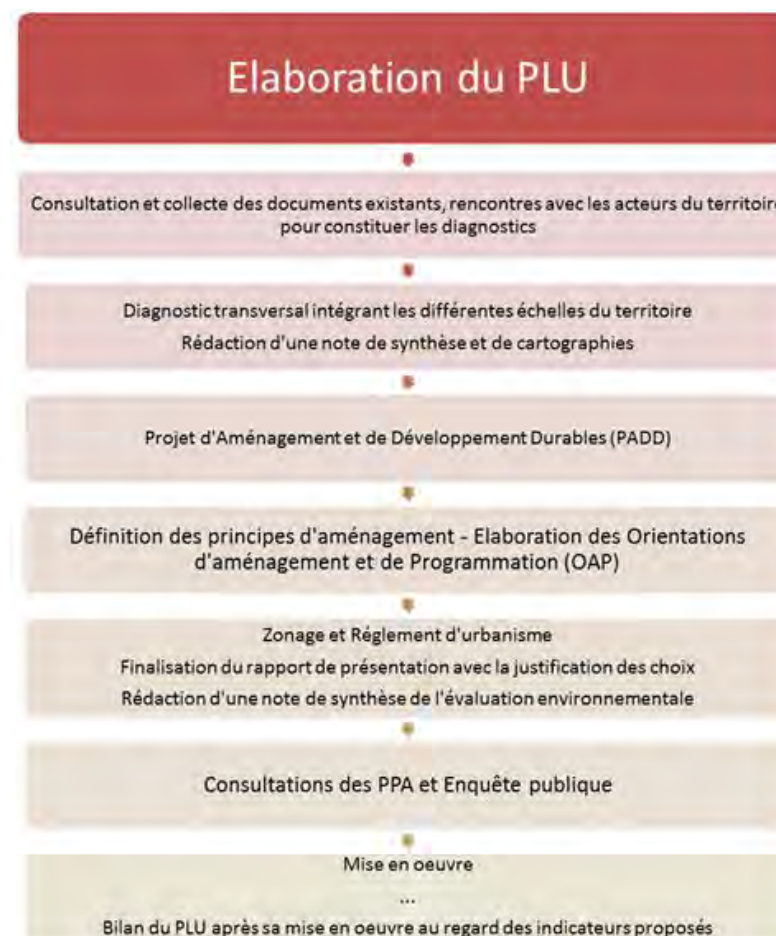 Elaboration du PLU
Consultation et collecte des documents existants, rencontres avec les acteurs du territoire
pour constituer les diagnostics
Diagnostic transversal intégrant les différentes échelles du territoire
Rédaction d'une note de synthèse et de cartographies
Projet d'Aménagement et de Développement Durables (PADD)
Définition des principes d'aménagement - Elaboration des Orientations
d'aménagement et de Programmation (OAP)
Zonage et Réglement d'urbanisme
Finalisation du rapport de présentation avec la justification des choix
Rédaction d'une note de synthèse de l'évaluation environnementale
Consultations des PPA et Enquête publique
Mise en oeuvre
...
Bilan du PLU après sa mise en oeuvre au regard des indicateurs proposés